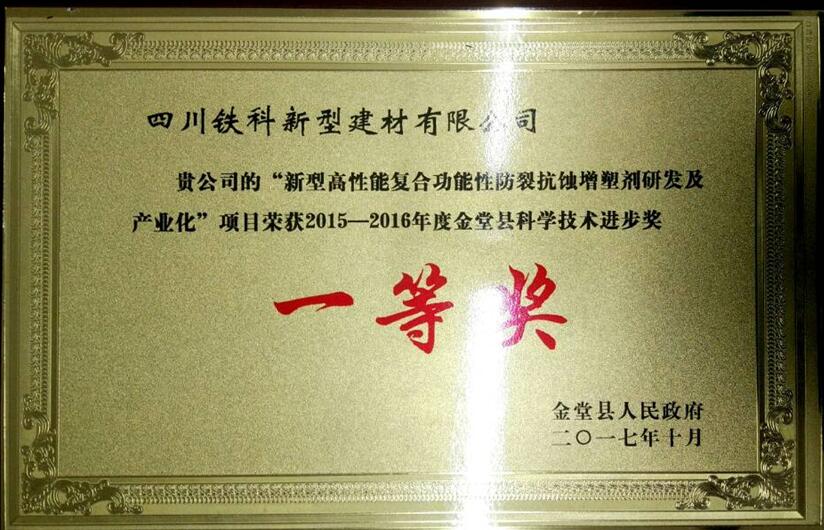 四川铁科新型建材有限公司
贵公司的“新型高性能复合功能性防裂抗蚀增塑剂研发及
产业化”项目荣获2015—2016年度金堂县科学技术进步奖
一等奖
金堂县人民政府
二〇一七年十月